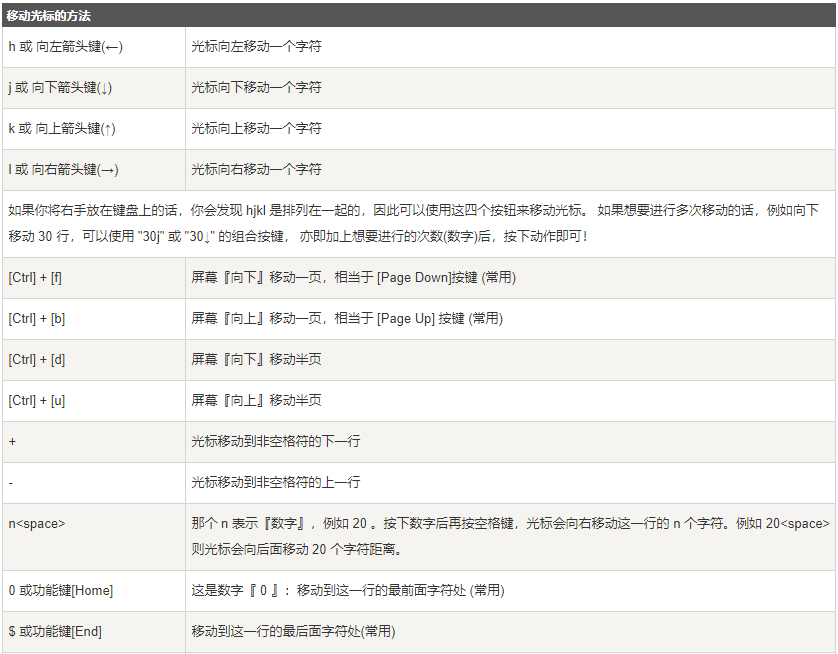 移动光标的方法
h 或 向左箭头键(←) 光标向左移动一个字符
j 或 向下箭头键(↓) 光标向下移动一个字符
k 或 向上箭头键(↑) 光标向上移动一个字符
l 或 向右箭头键(→) 光标向右移动一个字符
如果你将右手放在键盘上的话，你会发现 hjkl 是排列在一起的，因此可以使用这四个按钮来移动光标。 如果想要进行多次移动的话，例如向下
移动 30 行，可以使用 "30j" 或 "30↓" 的组合按键， 亦即加上想要进行的次数(数字)后，按下动作即可！
[Ctrl] + [f] 屏幕『向下』移动一页，相当于 [Page Down]按键 (常用)
[Ctrl] + [b] 屏幕『向上』移动一页，相当于 [Page Up] 按键 (常用)
[Ctrl] + [d] 屏幕『向下』移动半页
[Ctrl] + [u] 屏幕『向上』移动半页
+ 光标移动到非空格符的下一行
- 光标移动到非空格符的上一行
n<space> 那个 n 表示『数字』，例如 20 。按下数字后再按空格键，光标会向右移动这一行的 n 个字符。例如 20<space>
则光标会向后面移动 20 个字符距离。
0 或功能键[Home] 这是数字『 0 』：移动到这一行的最前面字符处 (常用)
$ 或功能键[End] 移动到这一行的最后面字符处(常用)